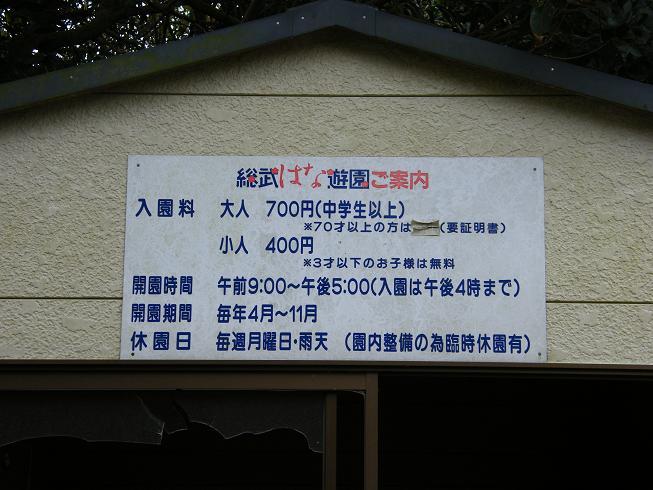 総武はな遊園ご案内
入園料 大人 700円(中学生以上)
※70才以上の方は (要証明書)
小人 400円
※3才以下のお子様は無料
開園時間 午前9:00～午後5:00(入園は午後4時まで)
開園期間 毎年4月～11月
休園日 毎週月曜日・雨天 (園内整備の為臨時休園有)